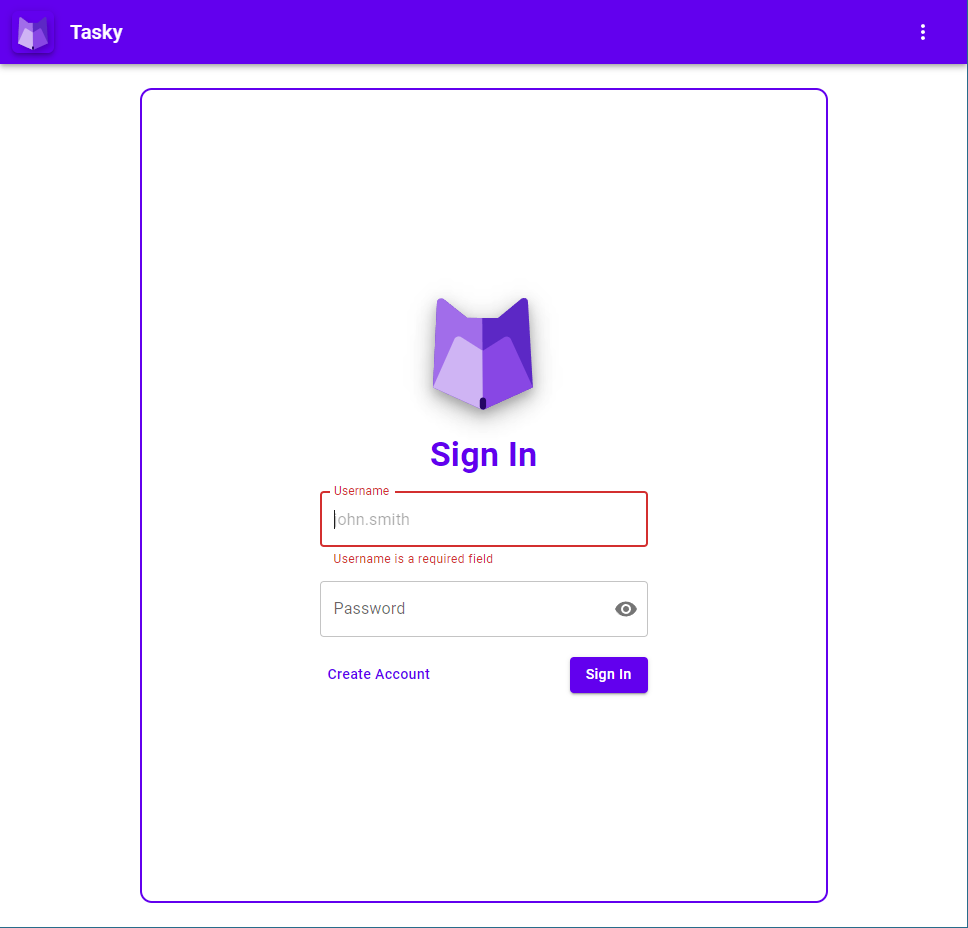 Tasky
Sign In
Username
john.smith
Username is a required field
Password
Create Account
Sign In